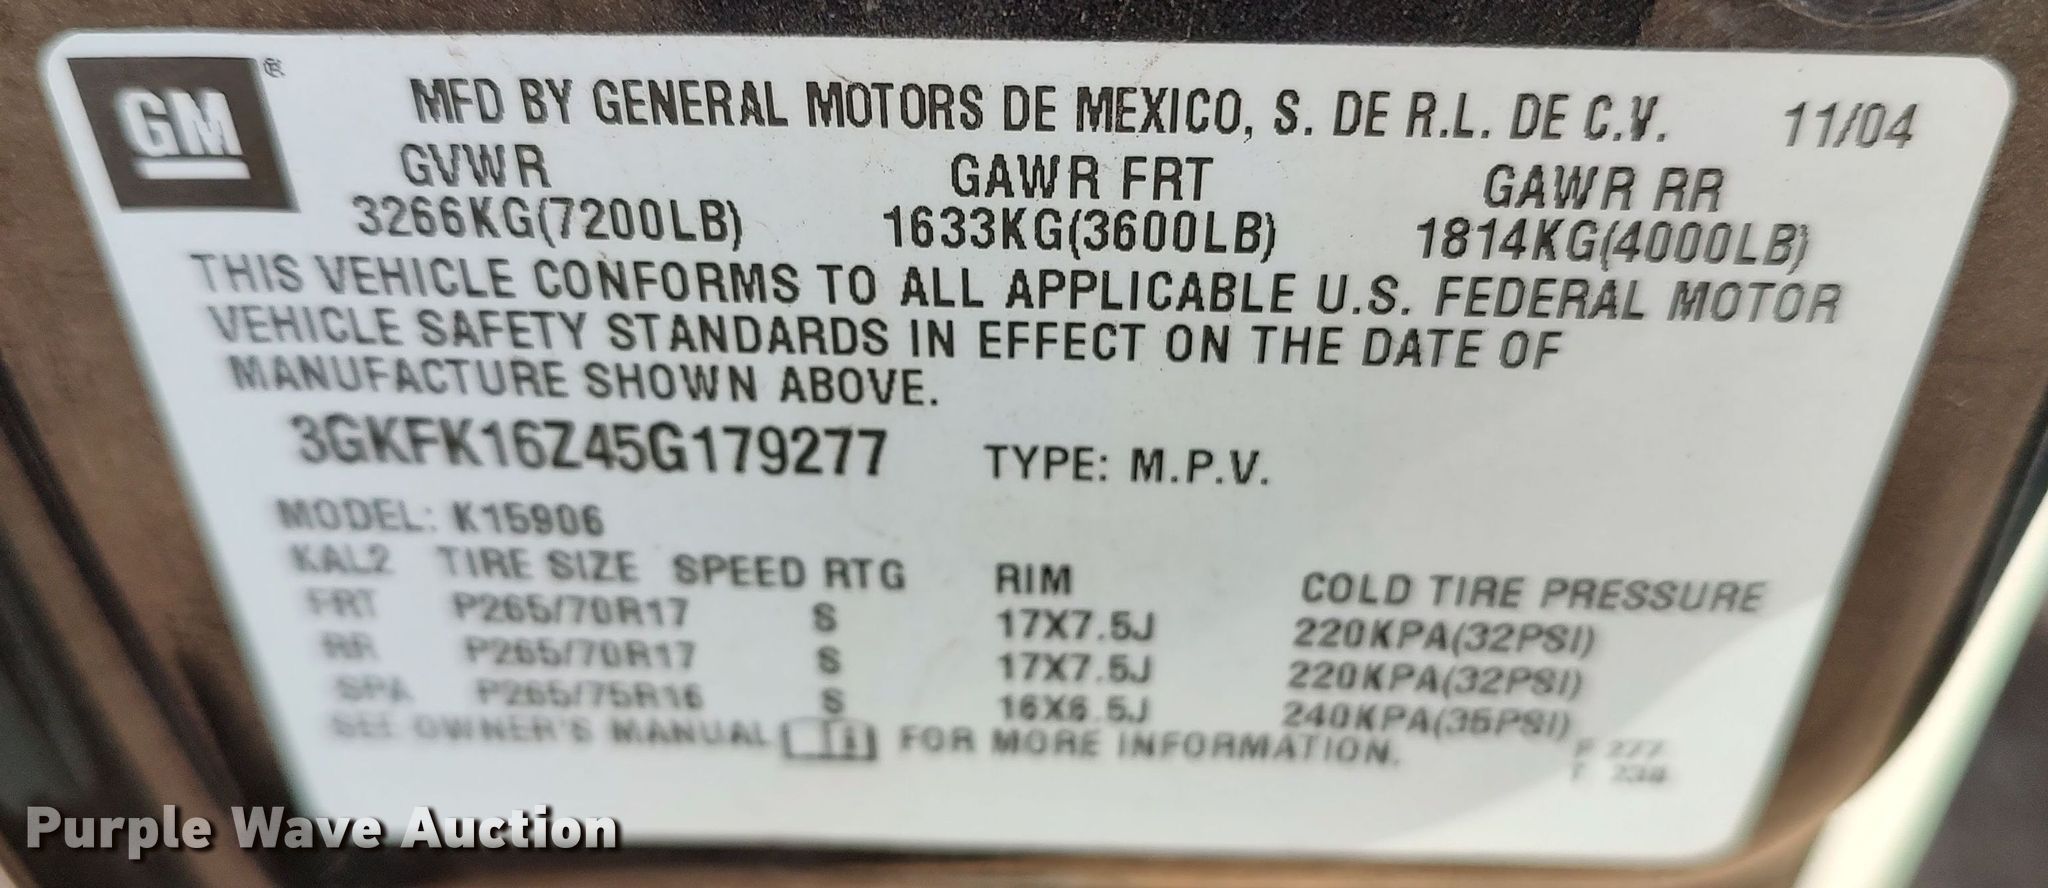 GM ®
MFD BY GENERAL MOTORS DE MEXICO, S. DE R.L. DE C.V. 11/04
GVWR GAWR FRT GAWR RR
3266KG(7200LB) 1633KG(3600LB) 1814KG(4000LB)
THIS VEHICLE CONFORMS TO ALL APPLICABLE U.S. FEDERAL MOTOR
VEHICLE SAFETY STANDARDS IN EFFECT ON THE DATE OF
MANUFACTURE SHOWN ABOVE.
3GKFK16Z45G179277 TYPE: M.P.V.
MODEL: K15906
KAL2 TIRE SIZE SPEED RTG RIM COLD TIRE PRESSURE
FRT P265/70R17 S 17X7.5J 220KPA(32PSI)
RR P265/70R17 S 17X7.5J 220KPA(32PSI)
SPA P265/75R16 S 16X6.5J 240KPA(35PSI)
SEE OWNER'S MANUAL FOR MORE INFORMATION.
Purple Wave Auction